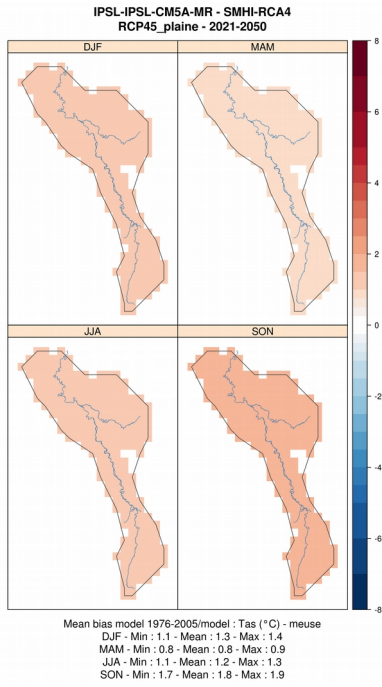 IPSL-IPSL-CM5A-MR - SMHI-RCA4
RCP45_plaine - 2021-2050
DJF
MAM
8
6
4
2
0
-2
-4
-6
-8
JJA
SON
Mean bias model 1976-2005/model : Tas (°C) - meuse
DJF - Min : 1.1 - Mean : 1.3 - Max : 1.4
MAM - Min : 0.8 - Mean : 0.8 - Max : 0.9
JJA - Min : 1.1 - Mean : 1.2 - Max : 1.3
SON - Min : 1.7 - Mean : 1.8 - Max : 1.9